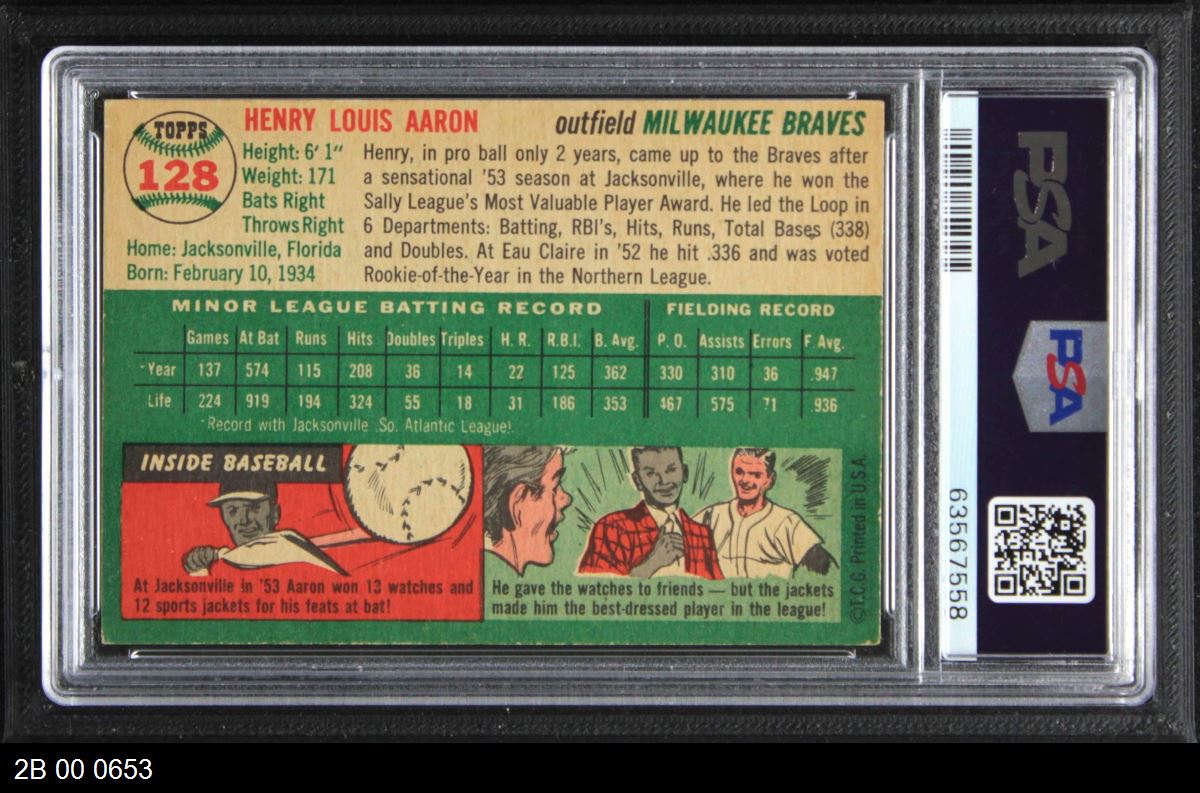 TOPPS
128
HENRY LOUIS AARON
outfield MILWAUKEE BRAVES
Height: 6' 1"
Weight: 171
Bats Right
Throws Right
Home: Jacksonville, Florida
Born: February 10, 1934
Henry, in pro ball only 2 years, came up to the Braves after
a sensational '53 season at Jacksonville, where he won the
Sally League's Most Valuable Player Award. He led the Loop in
6 Departments: Batting, RBI's, Hits, Runs, Total Bases (338)
and Doubles. At Eau Claire in '52 he hit .336 and was voted
Rookie-of-the-Year in the Northern League.
MINOR LEAGUE BATTING RECORD FIELDING RECORD
Games At Bat Runs Hits Doubles Triples H. R. R.B.I. B. Avg. P. O. Assists Errors F. Avg.
Year 137 574 115 208 36 14 22 125 362 330 310 36 .947
Life 224 919 194 324 55 18 31 186 353 467 575 71 .936
Record with Jacksonville So. Atlantic League
INSIDE BASEBALL
At Jacksonville in '53 Aaron won 13 watches and
12 sports jackets for his feats at bat!
He gave the watches to friends — but the jackets
made him the best-dressed player in the league!
©T.C.G. Printed in U.S.A.
PSA
PSA
63567558
2B 00 0653